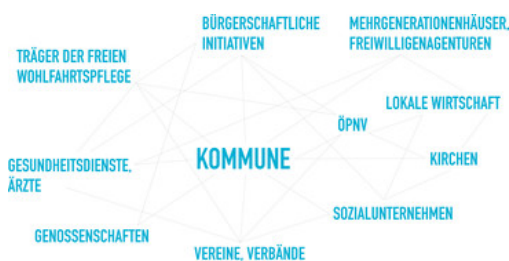 BÜRGERSCHAFTLICHE
INITIATIVEN
MEHRGENERATIONENHÄUSER,
FREIWILLIGENAGENTUREN
TRÄGER DER FREIEN
WOHLFAHRTSPFLEGE
LOKALE WIRTSCHAFT
ÖPNV
KOMMUNE
KIRCHEN
GESUNDHEITSDIENSTE,
ÄRZTE
SOZIALUNTERNEHMEN
GENOSSENSCHAFTEN
VEREINE, VERBÄNDE